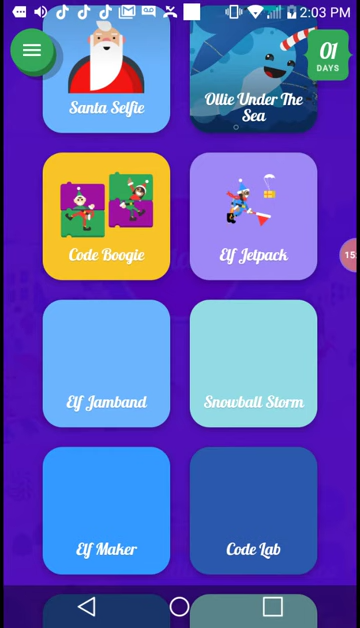 2:03 PM
01
DAYS
Santa Selfie
Ollie Under The
Sea
Code Boogie
Elf Jetpack
Elf Jamband
Snowball Storm
Elf Maker
Code Lab